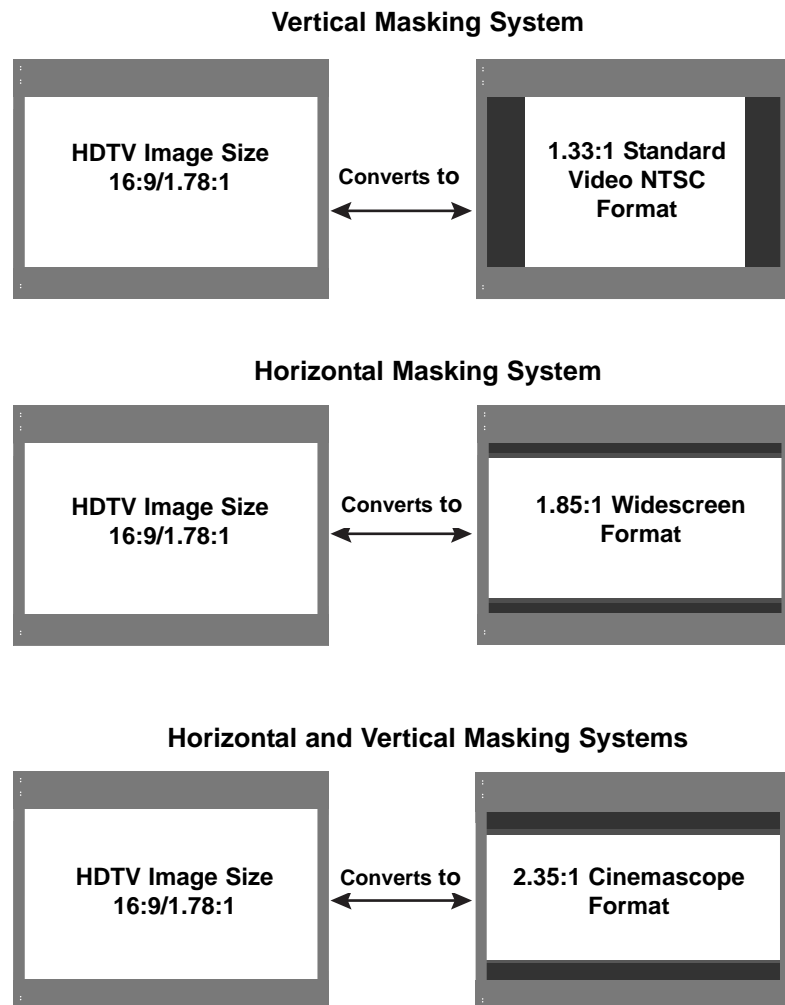 Vertical Masking System
HDTV Image Size
16:9/1.78:1
Converts to
1.33:1 Standard
Video NTSC
Format
Horizontal Masking System
HDTV Image Size
16:9/1.78:1
Converts to
1.85:1 Widescreen
Format
Horizontal and Vertical Masking Systems
HDTV Image Size
16:9/1.78:1
Converts to
2.35:1 Cinemascope
Format